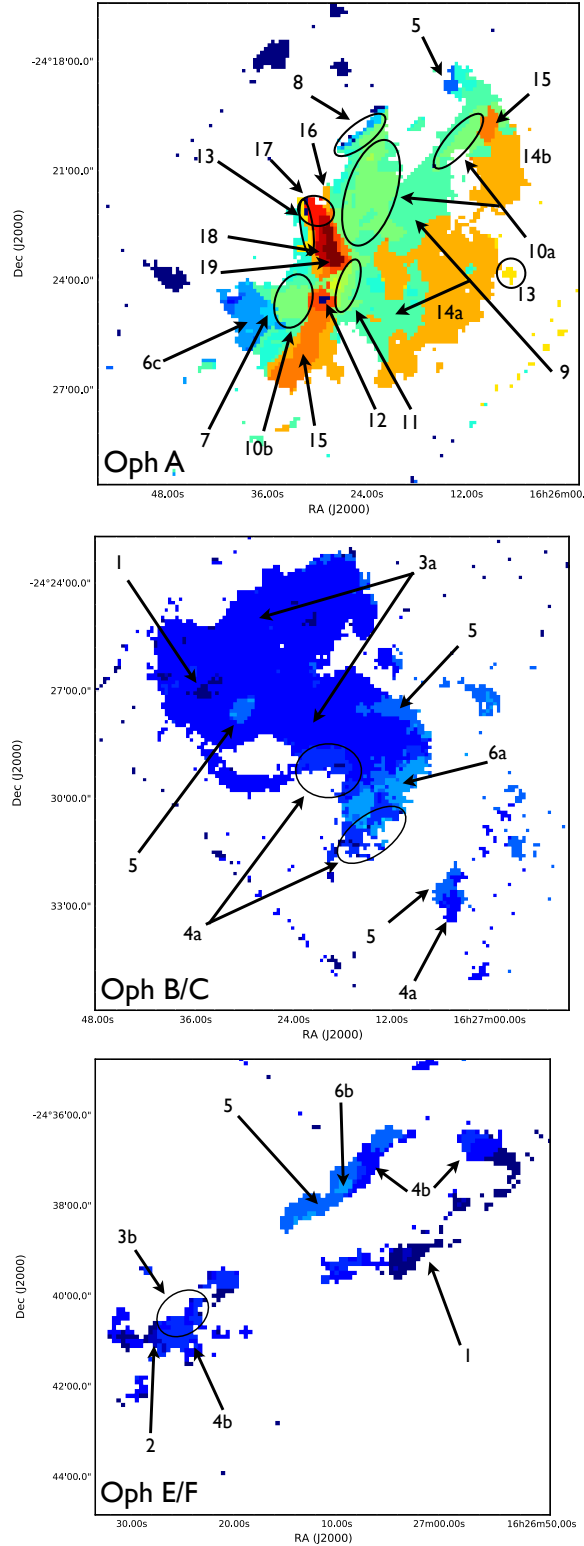 5
-24°18'00.0"
8
15
16
13
17
14b
21'00.0"
Dec (J2000)
18
10a
19
24'00.0"
13
14a
6c
27'00.0"
7
10b
15
12
11
9
Oph A
48.00s
36.00s
24.00s
12.00s
16h26m00.
RA (J2000)
1
3a
-24°24'00.0"
5
27'00.0"
Dec (J2000)
6a
30'00.0"
5
33'00.0"
4a
5
4a
Oph B/C
48.00s
36.00s
24.00s
12.00s
16h27m00.00s
RA (J2000)
6b
5
-24°36'00.0"
4b
38'00.0"
3b
Dec (J2000)
40'00.0"
1
42'00.0"
2
4b
44'00.0"
Oph E/F
30.00s
20.00s
10.00s
27m00.00s
16h26m50.00s
RA (J2000)